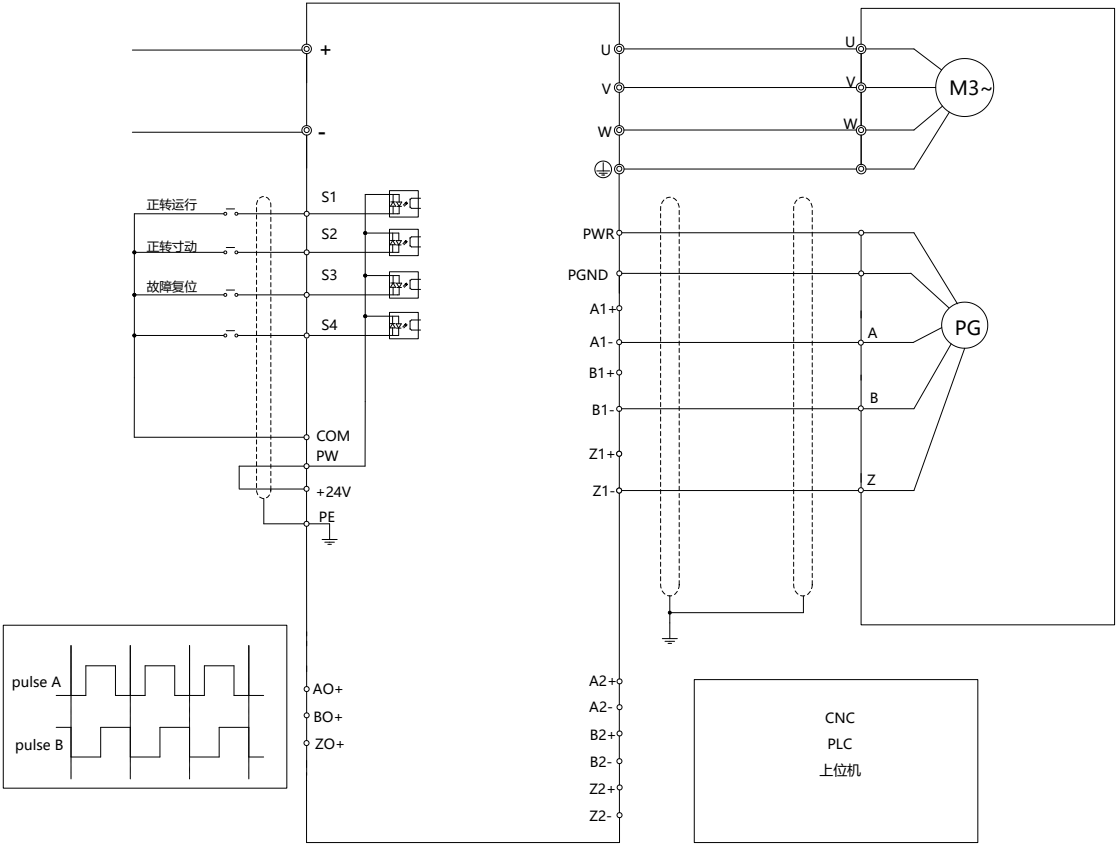 +
-
正转运行
正转寸动
故障复位
S1
S2
S3
S4
COM
PW
+24V
PE
AO+
BO+
ZO+
pulse A
pulse B
U
V
W
PWR
PGND
A1+
A1-
B1+
B1-
Z1+
Z1-
A2+
A2-
B2+
B2-
Z2+
Z2-
U
V
W
M3~
A
B
Z
PG
CNC
PLC
上位机